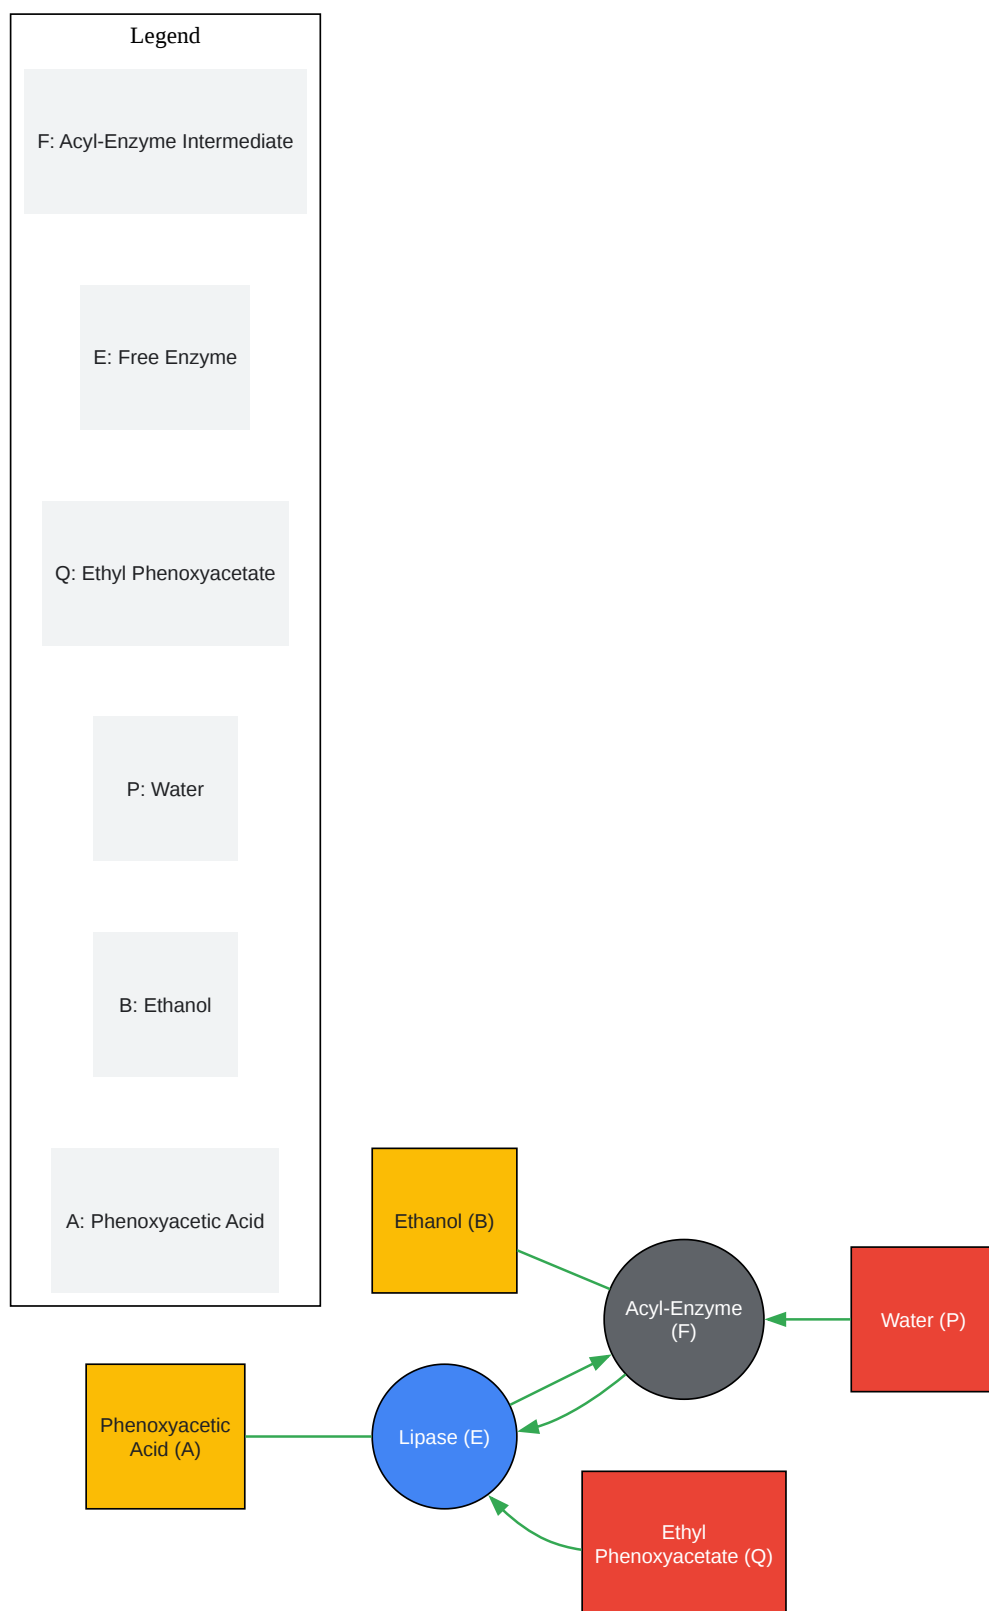 Legend
F: Acyl-Enzyme Intermediate
E: Free Enzyme
Q: Ethyl Phenoxyacetate
P: Water
B: Ethanol
A: Phenoxyacetic Acid
Ethanol (B)
Acyl-Enzyme
(F)
Water (P)
Phenoxyacetic
Acid (A)
Lipase (E)
Ethyl
Phenoxyacetate (Q)